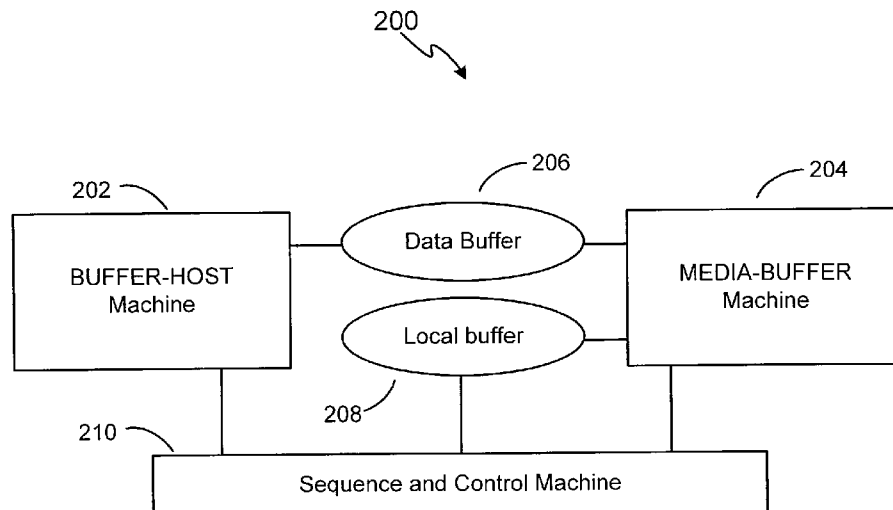 200
206
202
204
Data Buffer
BUFFER-HOST
Machine
MEDIA-BUFFER
Machine
Local buffer
208
210
Sequence and Control Machine